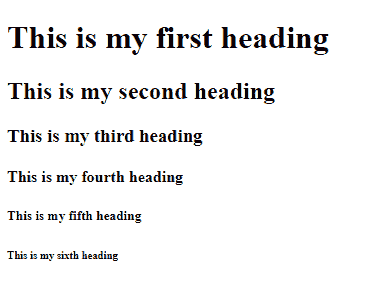 This is my first heading
This is my second heading
This is my third heading
This is my fourth heading
This is my fifth heading
This is my sixth heading